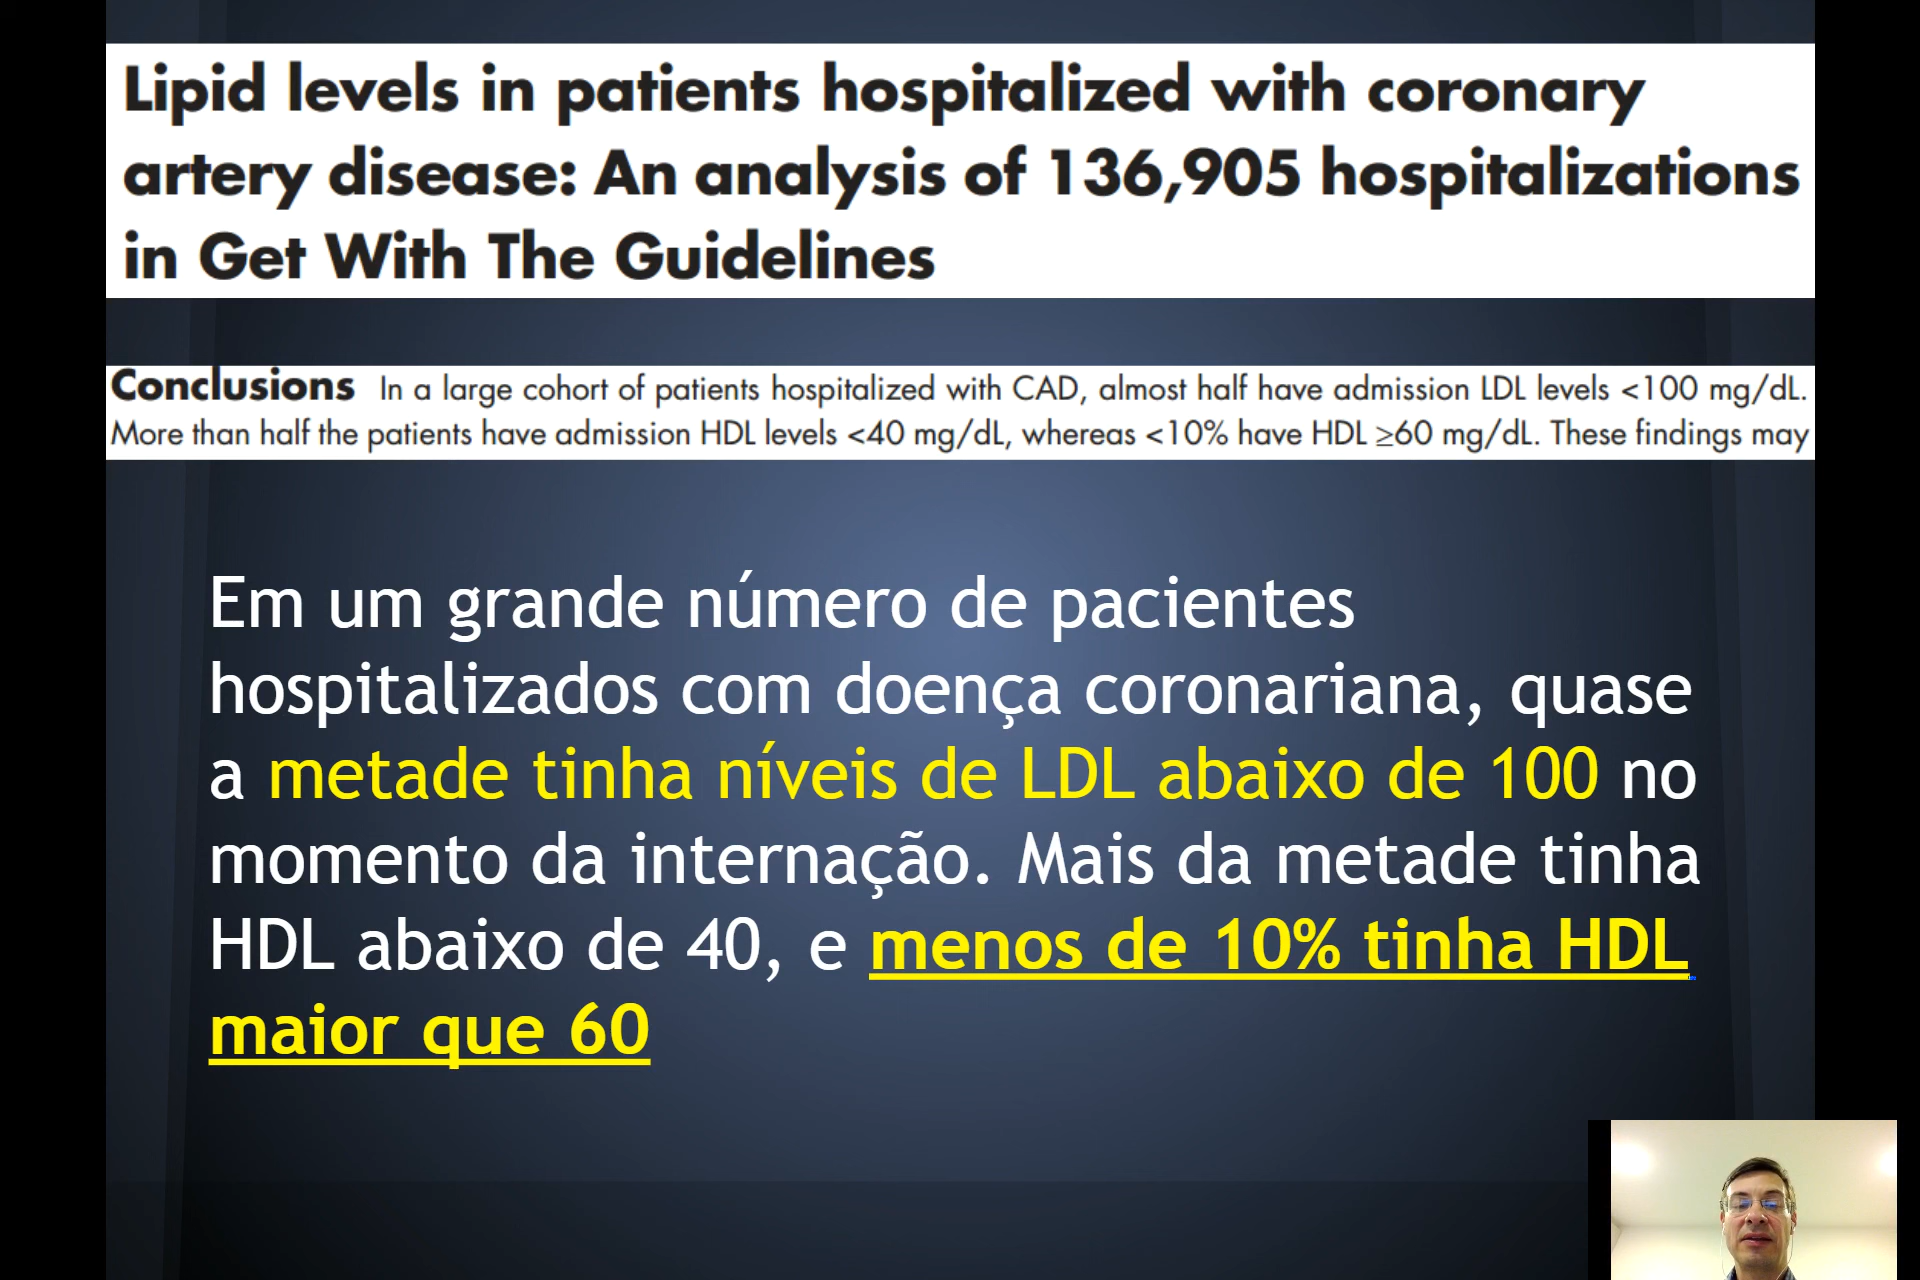 Lipid levels in patients hospitalized with coronary
artery disease: An analysis of 136,905 hospitalizations
in Get With The Guidelines
Conclusions In a large cohort of patients hospitalized with CAD, almost half have admission LDL levels <100 mg/dL.
More than half the patients have admission HDL levels <40 mg/dL, whereas <10% have HDL ≥60 mg/dL. These findings may
Em um grande número de pacientes
hospitalizados com doença coronariana, quase
a metade tinha níveis de LDL abaixo de 100 no
momento da internação. Mais da metade tinha
HDL abaixo de 40, e menos de 10% tinha HDL
maior que 60